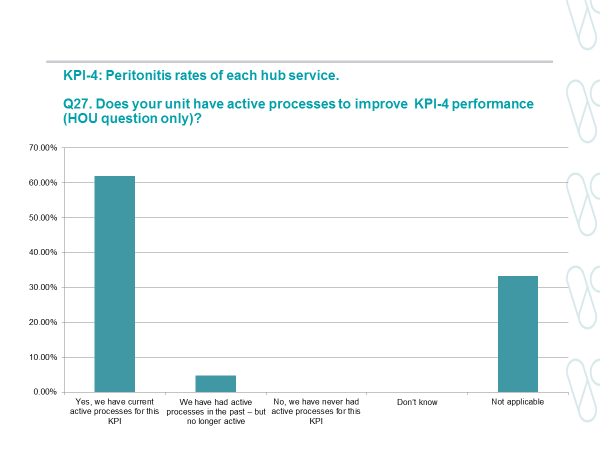 KPI-4: Peritonitis rates of each hub service.
Q27. Does your unit have active processes to improve KPI-4 performance
(HOU question only)?
70.00%
60.00%
50.00%
40.00%
30.00%
20.00%
10.00%
0.00%
Yes, we have current
active processes for this
KPI
We have had active
processes in the past – but
no longer active
No, we have never had
active processes for this
KPI
Don't know
Not applicable